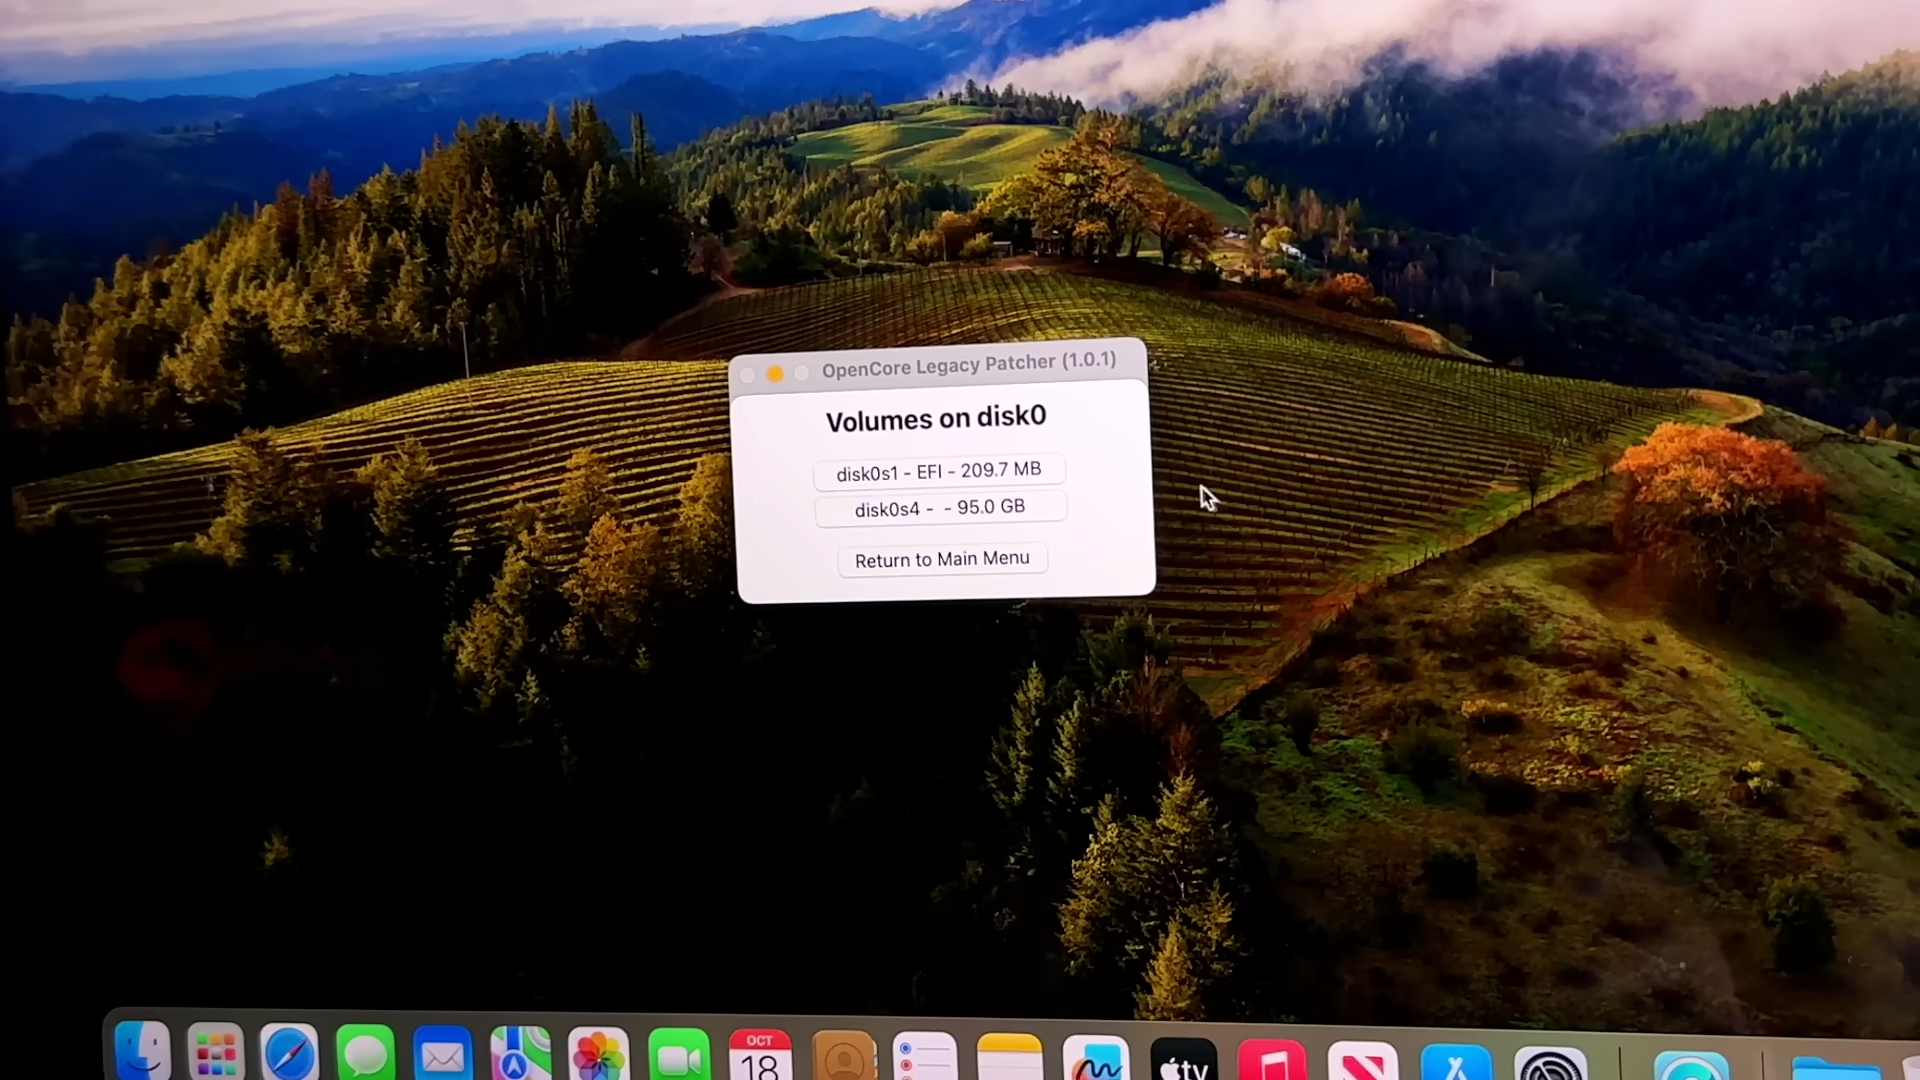 OpenCore Legacy Patcher (1.0.1)
Volumes on disk0
disk0s1 - EFI - 209.7 MB
disk0s4 - - 95.0 GB
Return to Main Menu
OCT
18
tv